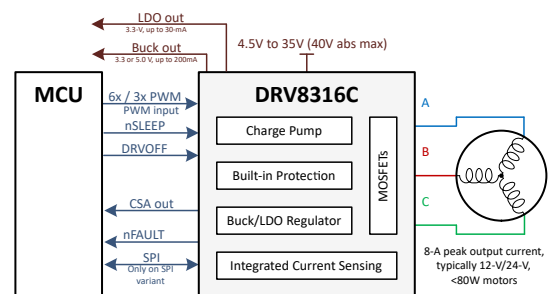 LDO out
3.3-V, up to 30-mA
Buck out
3.3 or 5.0 V, up to 200mA
4.5V to 35V (40V abs max)
MCU
6x / 3x PWM
PWM input
nSLEEP
DRVOFF
CSA out
nFAULT
SPI
Only on SPI
variant
DRV8316C
Charge Pump
Built-in Protection
Buck/LDO Regulator
Integrated Current Sensing
MOSFETs
A
B
C
8-A peak output current,
typically 12-V/24-V,
<80W motors